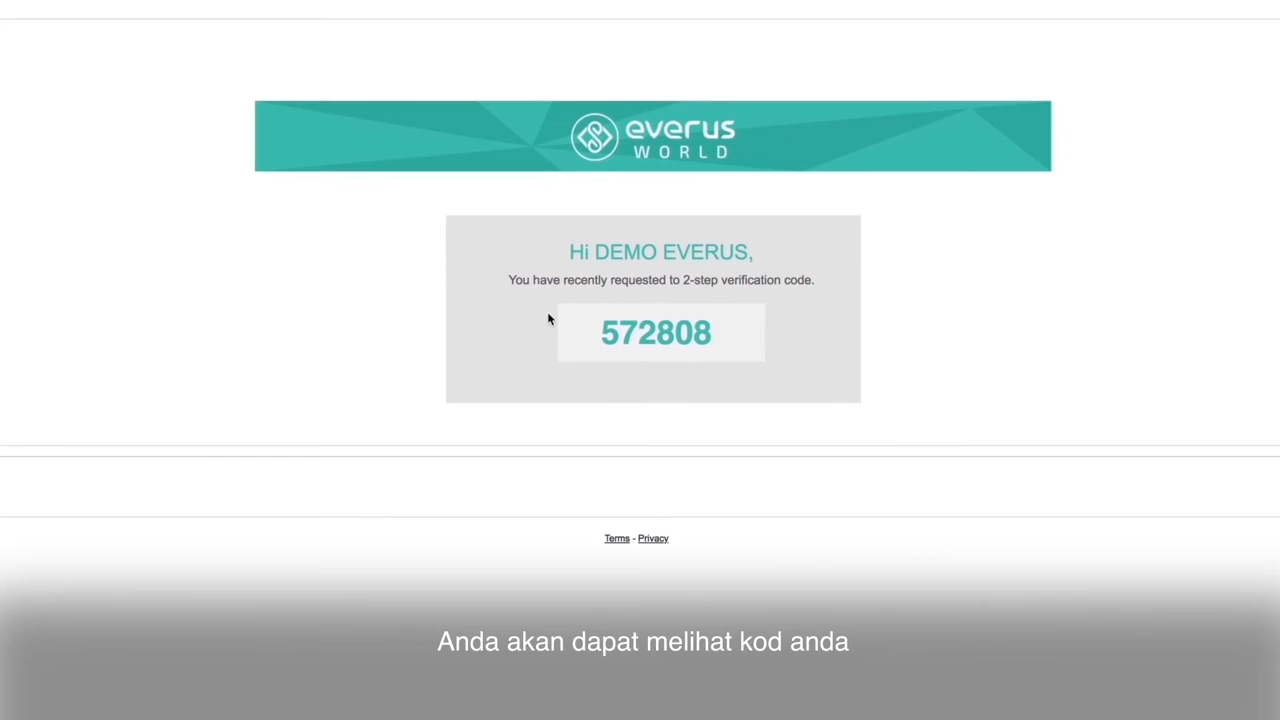 everus
WORLD
Hi DEMO EVERUS,
You have recently requested to 2-step verification code.
572808
Terms - Privacy
Anda akan dapat melihat kod anda